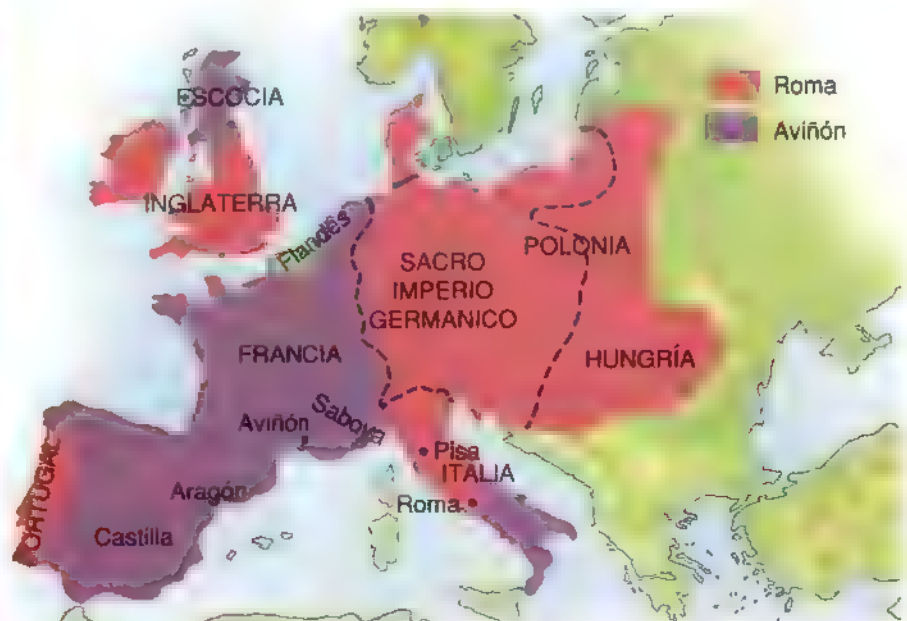 Roma
Aviñón
ESCOCIA
INGLATERRA
Flandes
POLONIA
SACRO
IMPERIO
GERMANICO
FRANCIA
HUNGRÍA
Saboya
Aviñón
Pisa
ITALIA
PORTUGAL
Aragón
Roma
Castilla